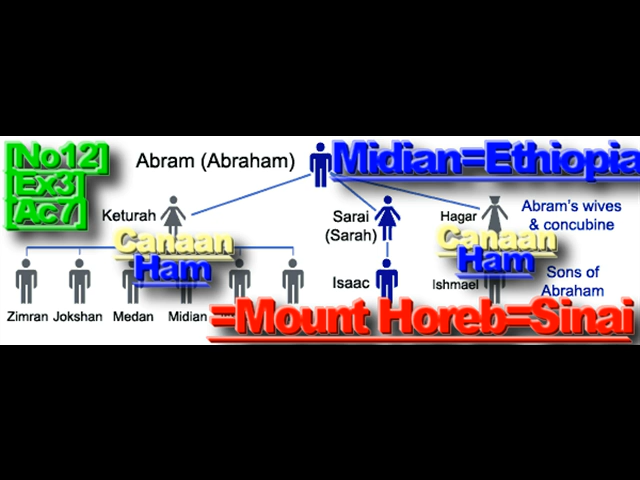 [No12]
[Ex3]
[Ac7]
Abram (Abraham)
Midian=Ethiopia
Keturah
Sarai
(Sarah)
Hagar
Abram's wives
& concubine
Canaan
Ham
Canaan
Ham
Isaac
Ishmael
Sons of
Abraham
Zimran Jokshan Medan Midian
=Mount Horeb=Sinai